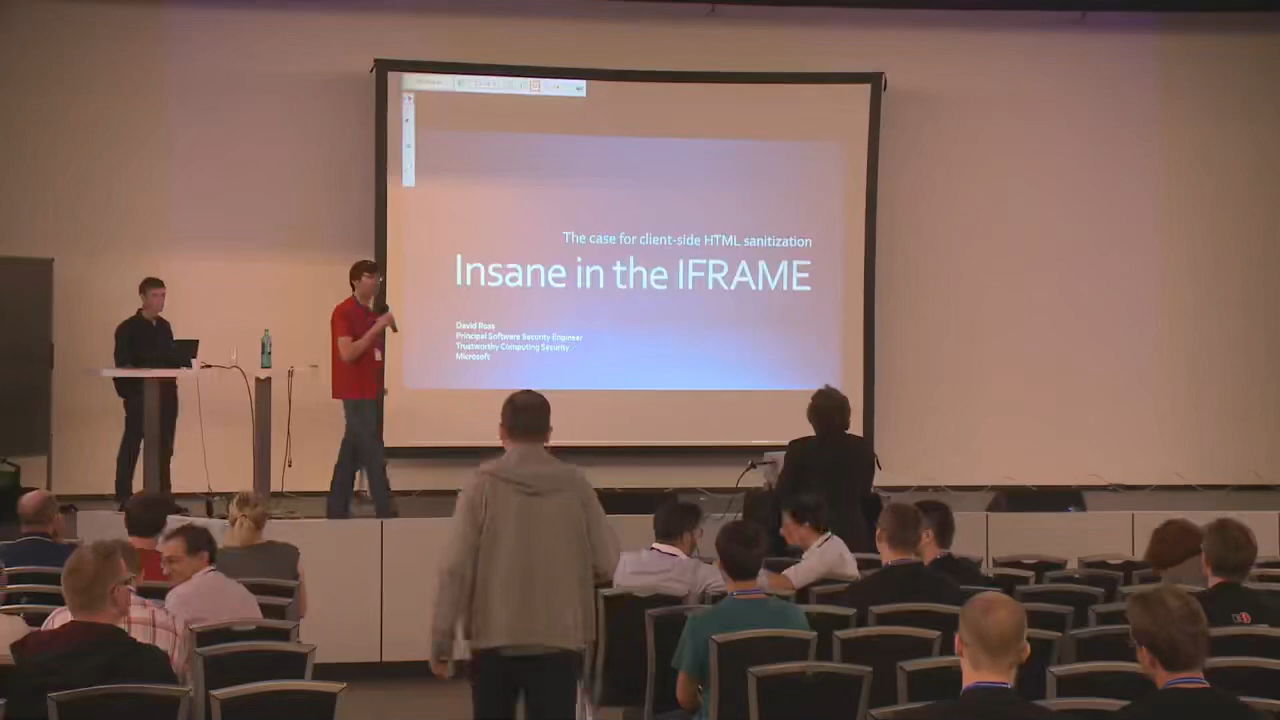 The case for client-side HTML sanitization
Insane in the IFRAME
David Ross
Principal Software Security Engineer
Trustworthy Computing Security
Microsoft